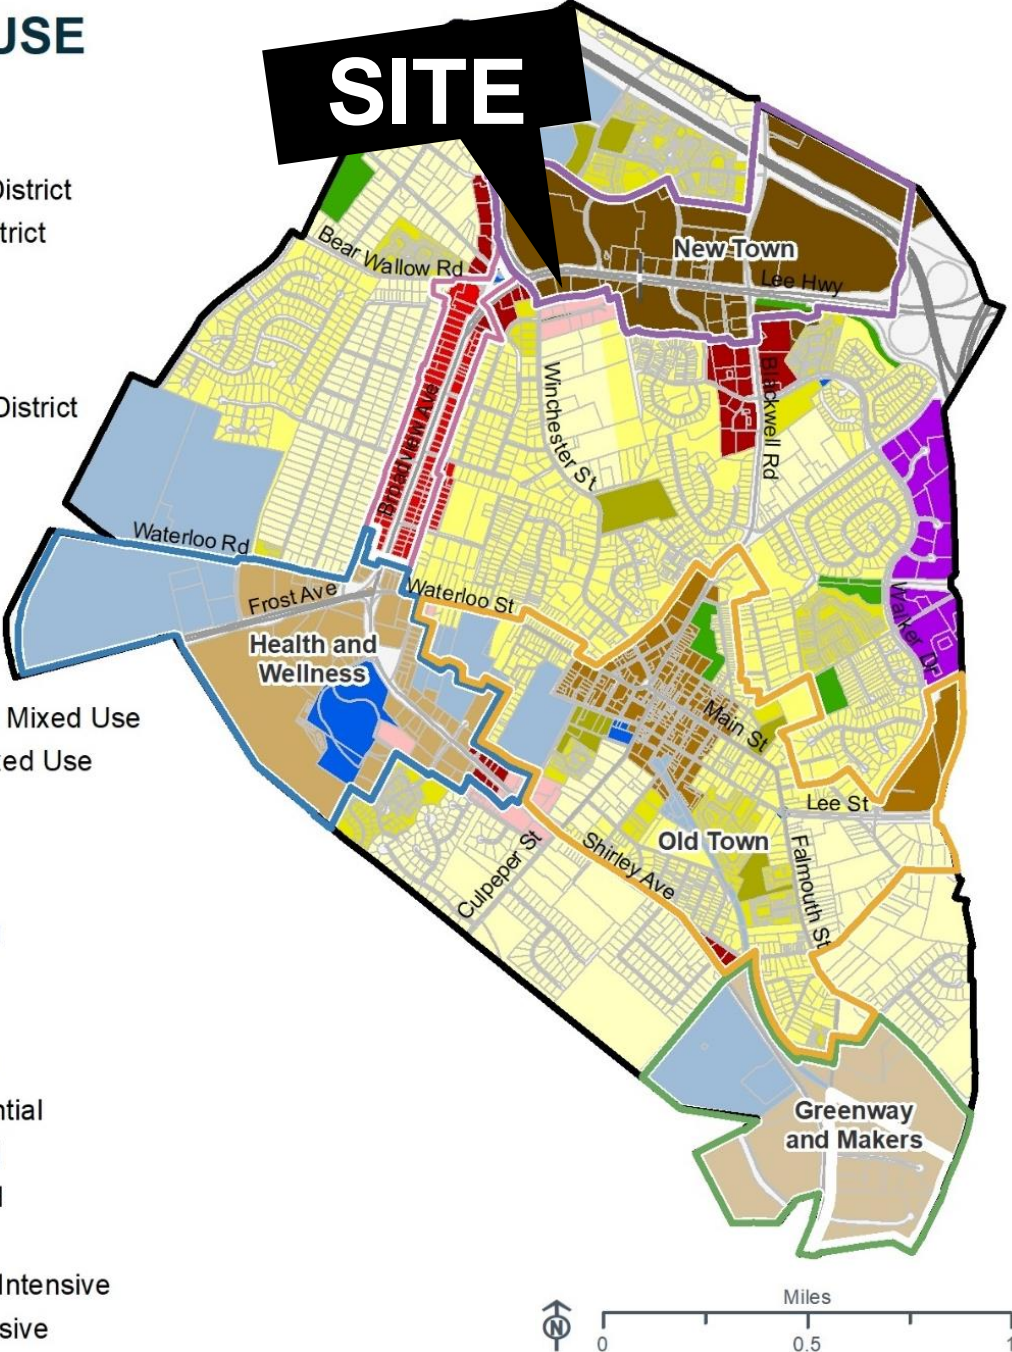 USE
SITE
District
trict
District
Mixed Use
xed Use
ntial
l
Intensive
sive
New Town
Lee Hwy
Bear Wallow Rd
Winchester St
Blackwell Rd
Broadview Ave
Waterloo Rd
Frost Ave
Waterloo St
Walker Dr
Health and
Wellness
Main St
Lee St
Old Town
Shirley Ave
Falmouth St
Culpeper St
Greenway
and Makers
Miles
N
0 0.5 1